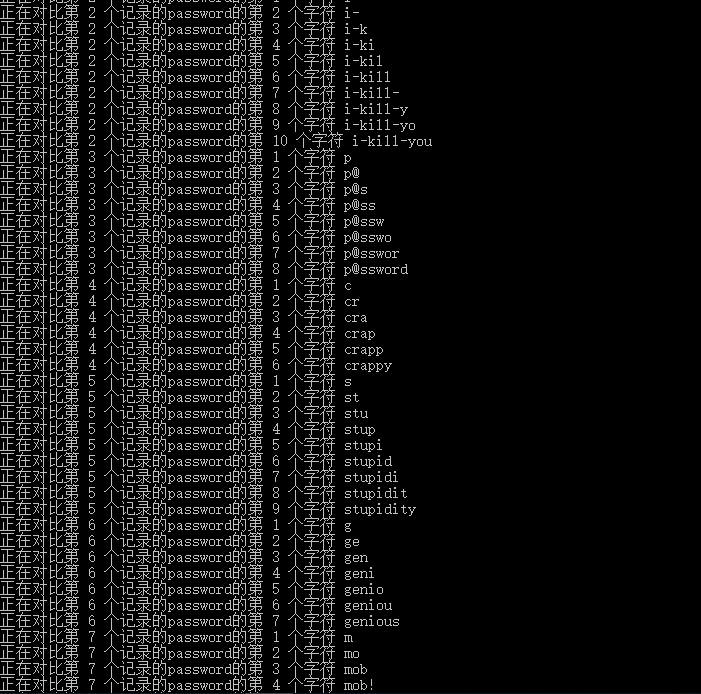 正在对比第 2 个记录的password的第 2 个字符 i-
正在对比第 2 个记录的password的第 3 个字符 i-k
正在对比第 2 个记录的password的第 4 个字符 i-ki
正在对比第 2 个记录的password的第 5 个字符 i-kil
正在对比第 2 个记录的password的第 6 个字符 i-kill
正在对比第 2 个记录的password的第 7 个字符 i-kill-
正在对比第 2 个记录的password的第 8 个字符 i-kill-y
正在对比第 2 个记录的password的第 9 个字符 i-kill-yo
正在对比第 2 个记录的password的第 10 个字符 i-kill-you
正在对比第 3 个记录的password的第 1 个字符 p
正在对比第 3 个记录的password的第 2 个字符 p@
正在对比第 3 个记录的password的第 3 个字符 p@s
正在对比第 3 个记录的password的第 4 个字符 p@ss
正在对比第 3 个记录的password的第 5 个字符 p@ssw
正在对比第 3 个记录的password的第 6 个字符 p@sswo
正在对比第 3 个记录的password的第 7 个字符 p@sswor
正在对比第 3 个记录的password的第 8 个字符 p@ssword
正在对比第 4 个记录的password的第 1 个字符 c
正在对比第 4 个记录的password的第 2 个字符 cr
正在对比第 4 个记录的password的第 3 个字符 cra
正在对比第 4 个记录的password的第 4 个字符 crap
正在对比第 4 个记录的password的第 5 个字符 crapp
正在对比第 4 个记录的password的第 6 个字符 crappy
正在对比第 5 个记录的password的第 1 个字符 s
正在对比第 5 个记录的password的第 2 个字符 st
正在对比第 5 个记录的password的第 3 个字符 stu
正在对比第 5 个记录的password的第 4 个字符 stup
正在对比第 5 个记录的password的第 5 个字符 stupi
正在对比第 5 个记录的password的第 6 个字符 stupid
正在对比第 5 个记录的password的第 7 个字符 stupidi
正在对比第 5 个记录的password的第 8 个字符 stupidit
正在对比第 5 个记录的password的第 9 个字符 stupidity
正在对比第 6 个记录的password的第 1 个字符 g
正在对比第 6 个记录的password的第 2 个字符 ge
正在对比第 6 个记录的password的第 3 个字符 gen
正在对比第 6 个记录的password的第 4 个字符 geni
正在对比第 6 个记录的password的第 5 个字符 genio
正在对比第 6 个记录的password的第 6 个字符 geniou
正在对比第 6 个记录的password的第 7 个字符 genious
正在对比第 7 个记录的password的第 1 个字符 m
正在对比第 7 个记录的password的第 2 个字符 mo
正在对比第 7 个记录的password的第 3 个字符 mob
正在对比第 7 个记录的password的第 4 个字符 mob!